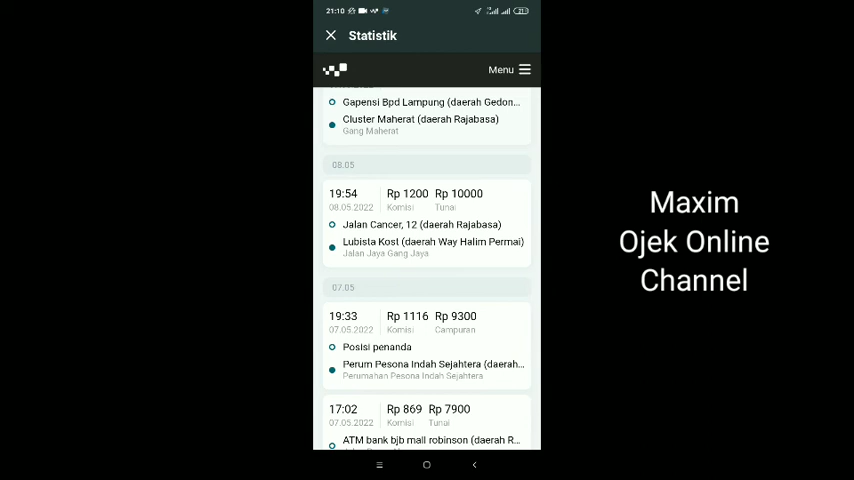 21:10
Statistik
Menu
Gapensi Bpd Lampung (daerah Gedon...
Cluster Maherat (daerah Rajabasa)
Gang Maherat
08.05
19:54 Rp 1200 Rp 10000
08.05.2022 Komisi Tunai
Jalan Cancer, 12 (daerah Rajabasa)
Lubista Kost (daerah Way Halim Permai)
Jalan Jaya Gang Jaya
07.05
19:33 Rp 1116 Rp 9300
07.05.2022 Komisi Campuran
Posisi penanda
Perum Pesona Indah Sejahtera (daerah...
Perumahan Pesona Indah Sejahtera
17:02 Rp 869 Rp 7900
07.05.2022 Komisi Tunai
ATM bank bjb mall robinson (daerah R...
Maxim
Ojek Online
Channel